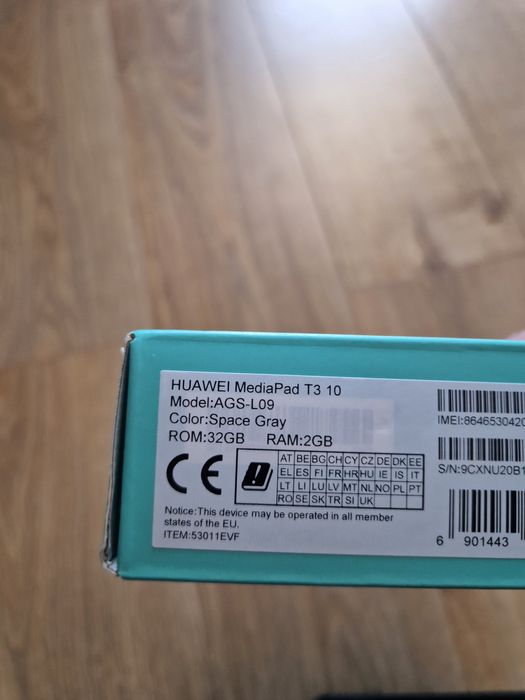 HUAWEI MediaPad T3 10
Model:AGS-L09
Color:Space Gray
ROM:32GB RAM:2GB
IMEI:8646530420
S/N:9CXNU20B1
CE
AT BE BG CH CY CZ DE DK EE
EL ES FI FR HR HU IE IS IT
LT LI LU LV MT NL NO PL PT
RO SE SK TR SI UK
Notice:This device may be operated in all member
states of the EU.
ITEM:53011EVF
6 901443